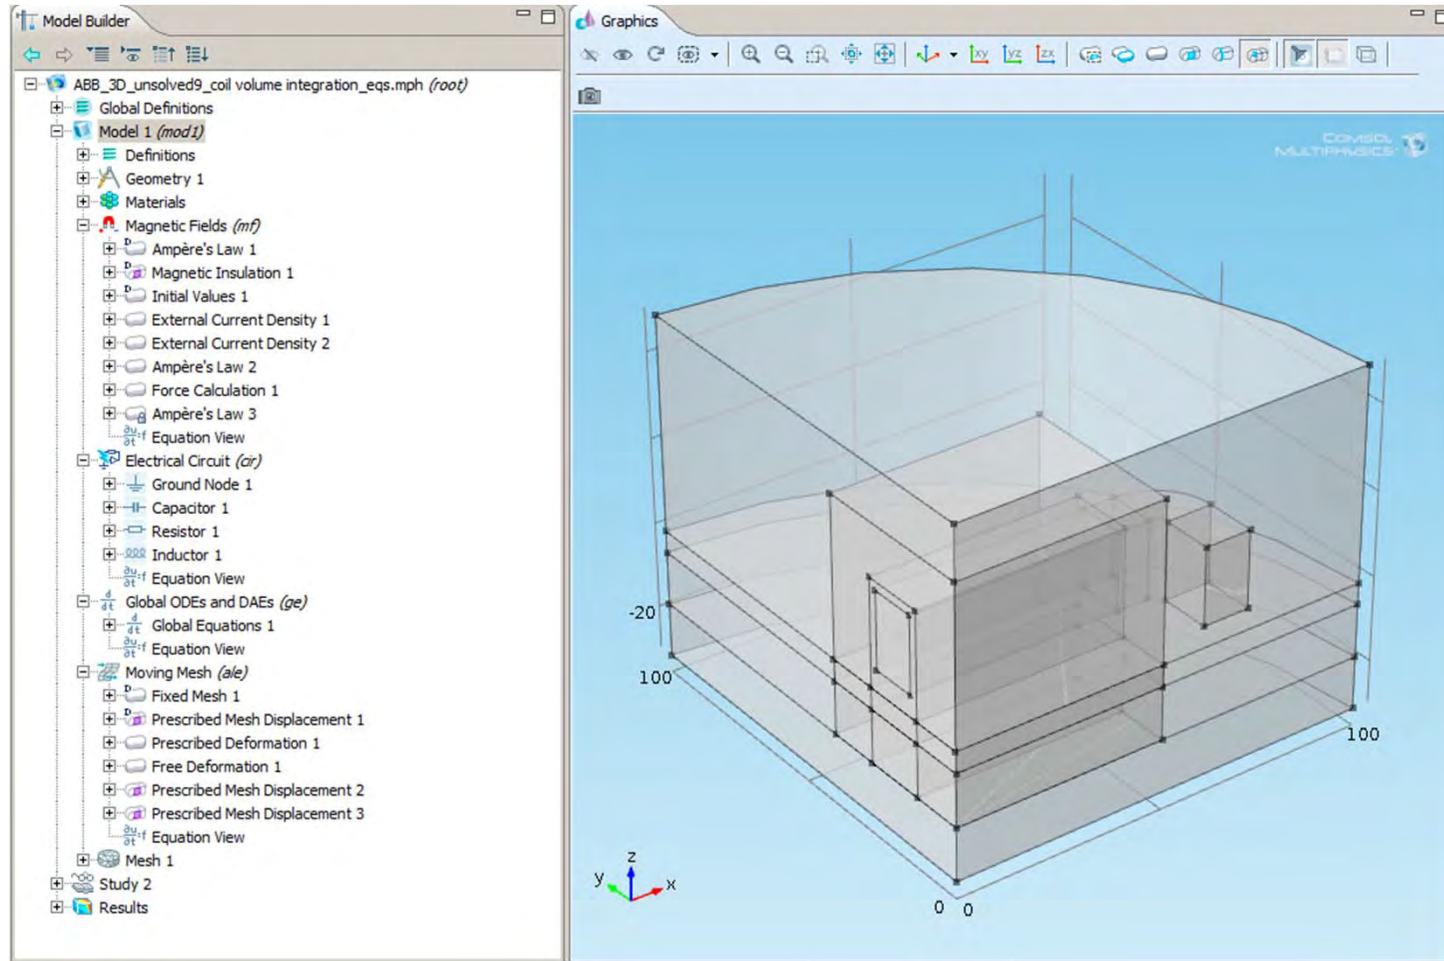 Model Builder
ABB_3D_unsolved9_coil volume integration_eqs.mph (root)
Global Definitions
Model 1 (mod1)
Definitions
Geometry 1
Materials
Magnetic Fields (mf)
Ampère's Law 1
Magnetic Insulation 1
Initial Values 1
External Current Density 1
External Current Density 2
Ampère's Law 2
Force Calculation 1
Ampère's Law 3
Equation View
Electrical Circuit (cir)
Ground Node 1
Capacitor 1
Resistor 1
Inductor 1
Equation View
Global ODEs and DAEs (ge)
Global Equations 1
Equation View
Moving Mesh (ale)
Fixed Mesh 1
Prescribed Mesh Displacement 1
Prescribed Deformation 1
Free Deformation 1
Prescribed Mesh Displacement 2
Prescribed Mesh Displacement 3
Equation View
Mesh 1
Study 2
Results
Graphics
xy yz zx
COMSOL
MULTIPHYSICS
-20
100
100
z
y
x
0 0